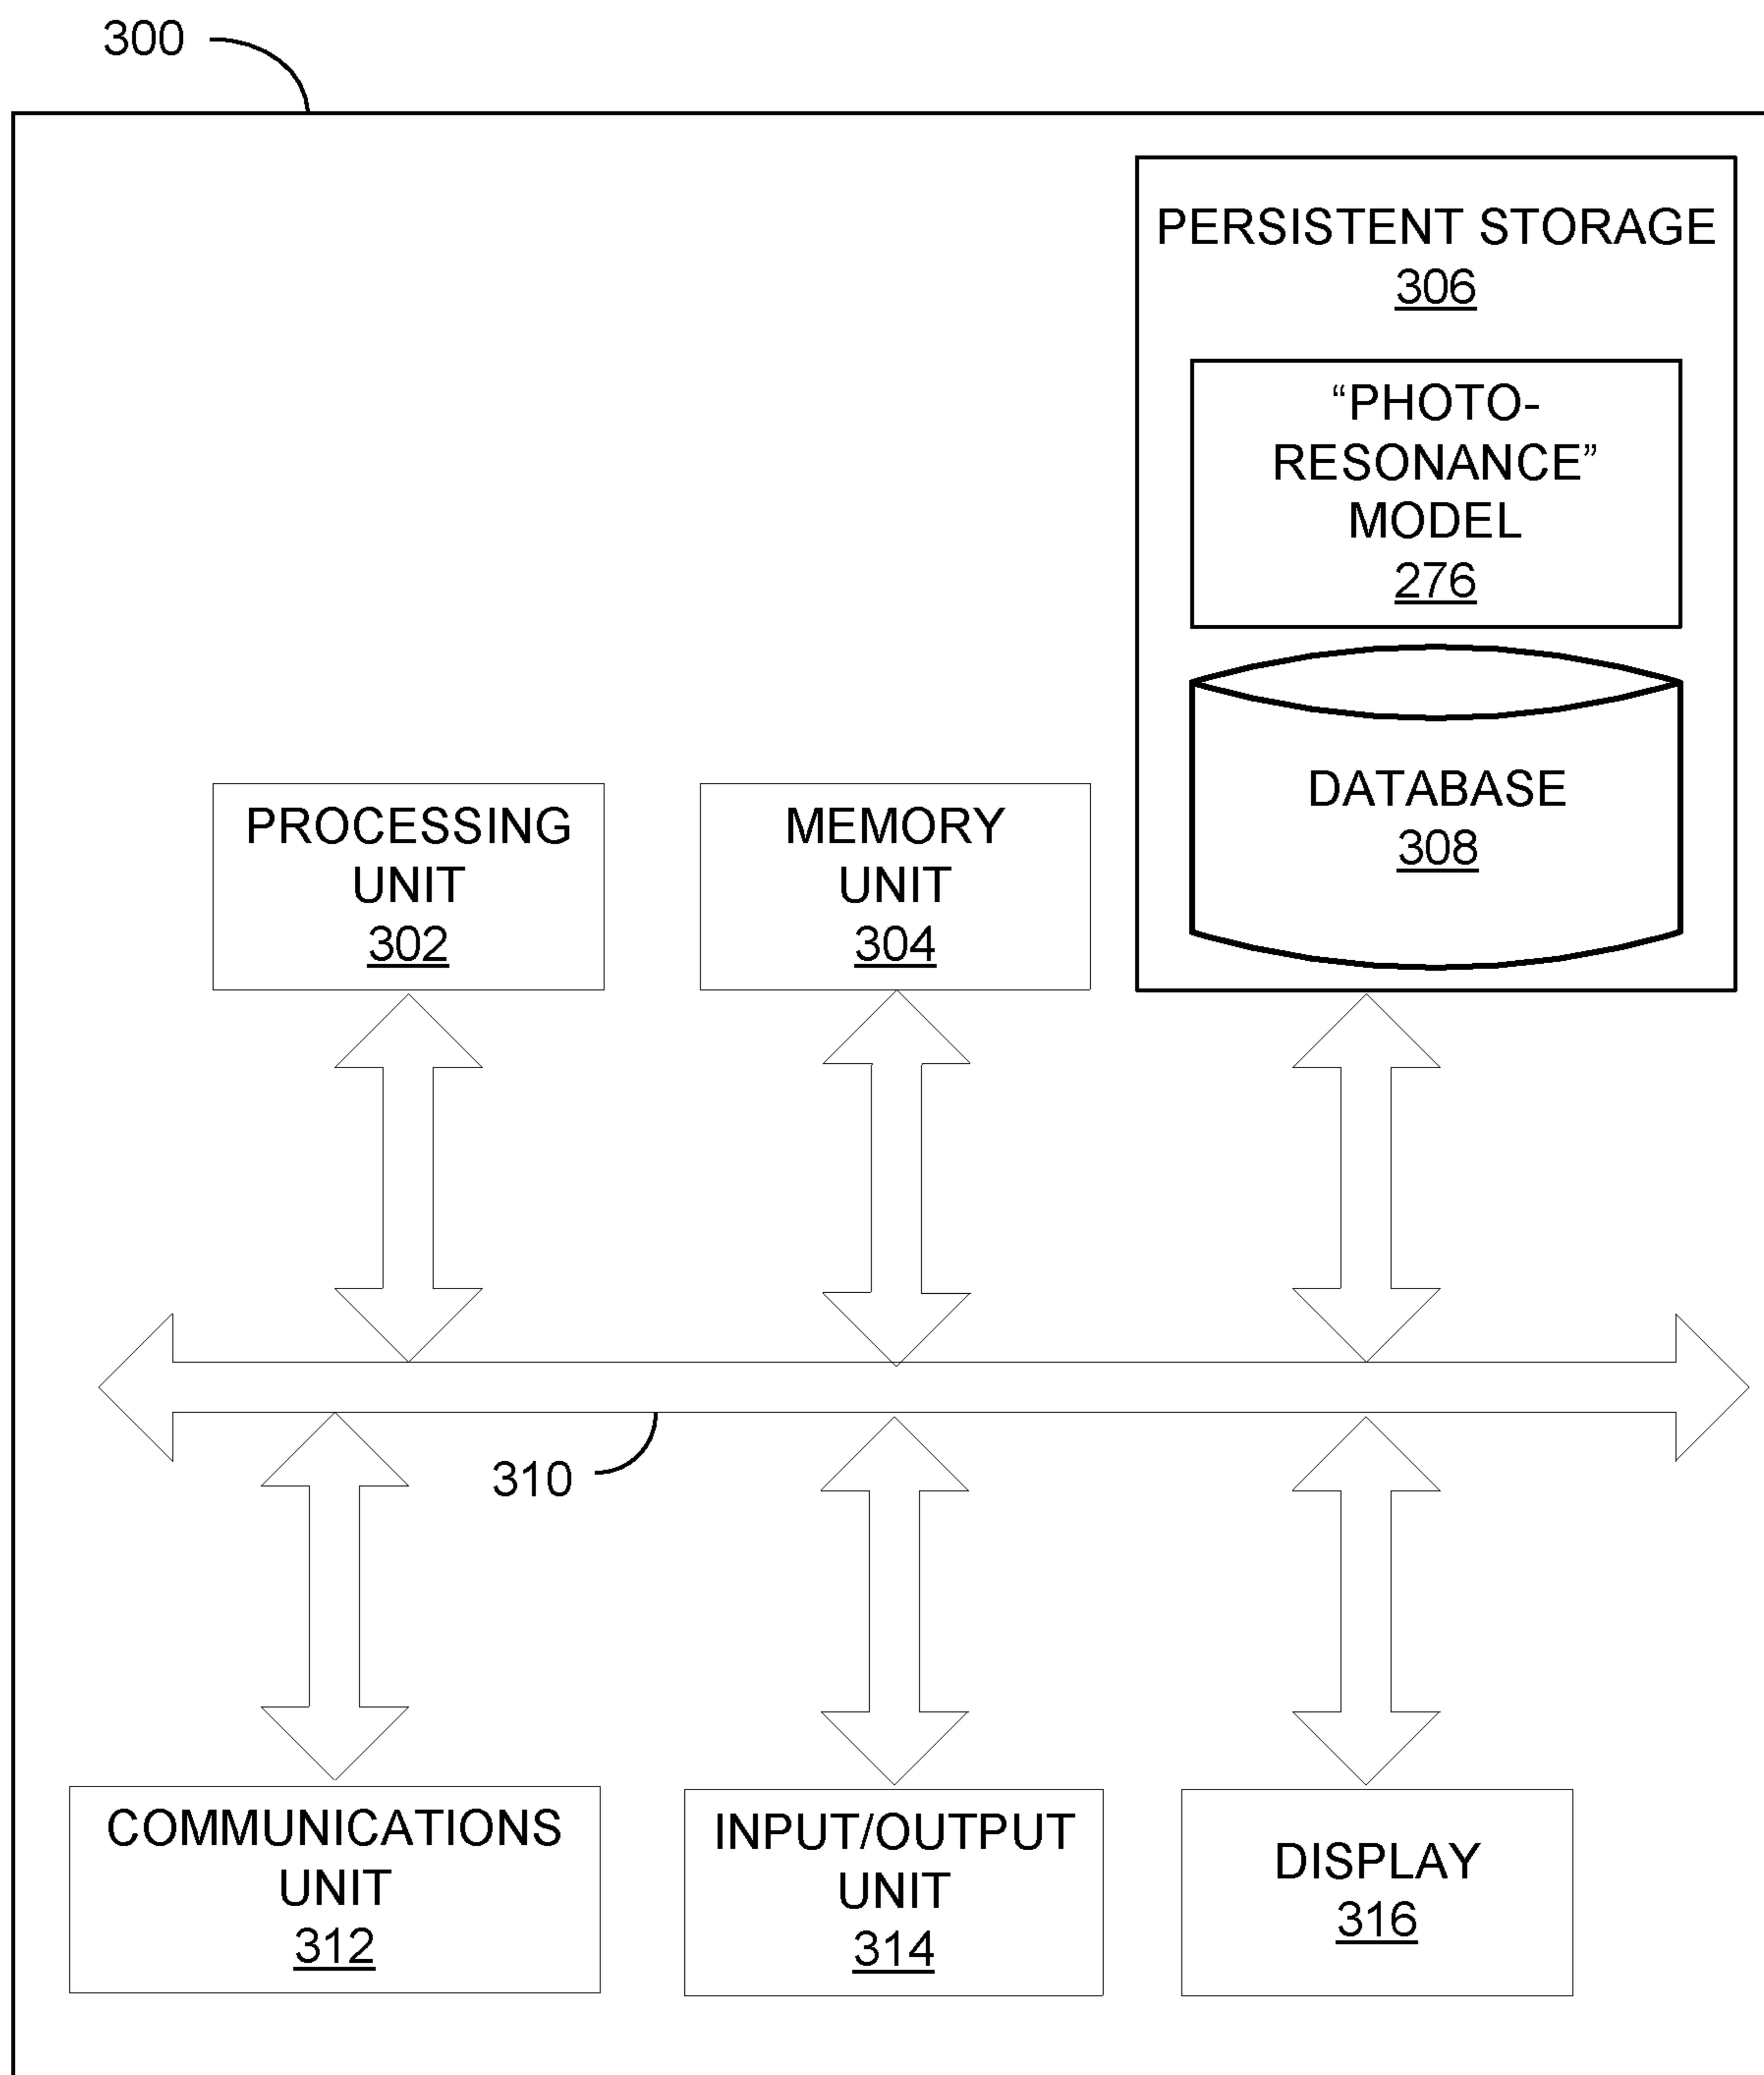 300
PERSISTENT STORAGE
306
“PHOTO-
RESONANCE”
MODEL
276
DATABASE
308
PROCESSING
UNIT
302
MEMORY
UNIT
304
310
COMMUNICATIONS
UNIT
312
INPUT/OUTPUT
UNIT
314
DISPLAY
316